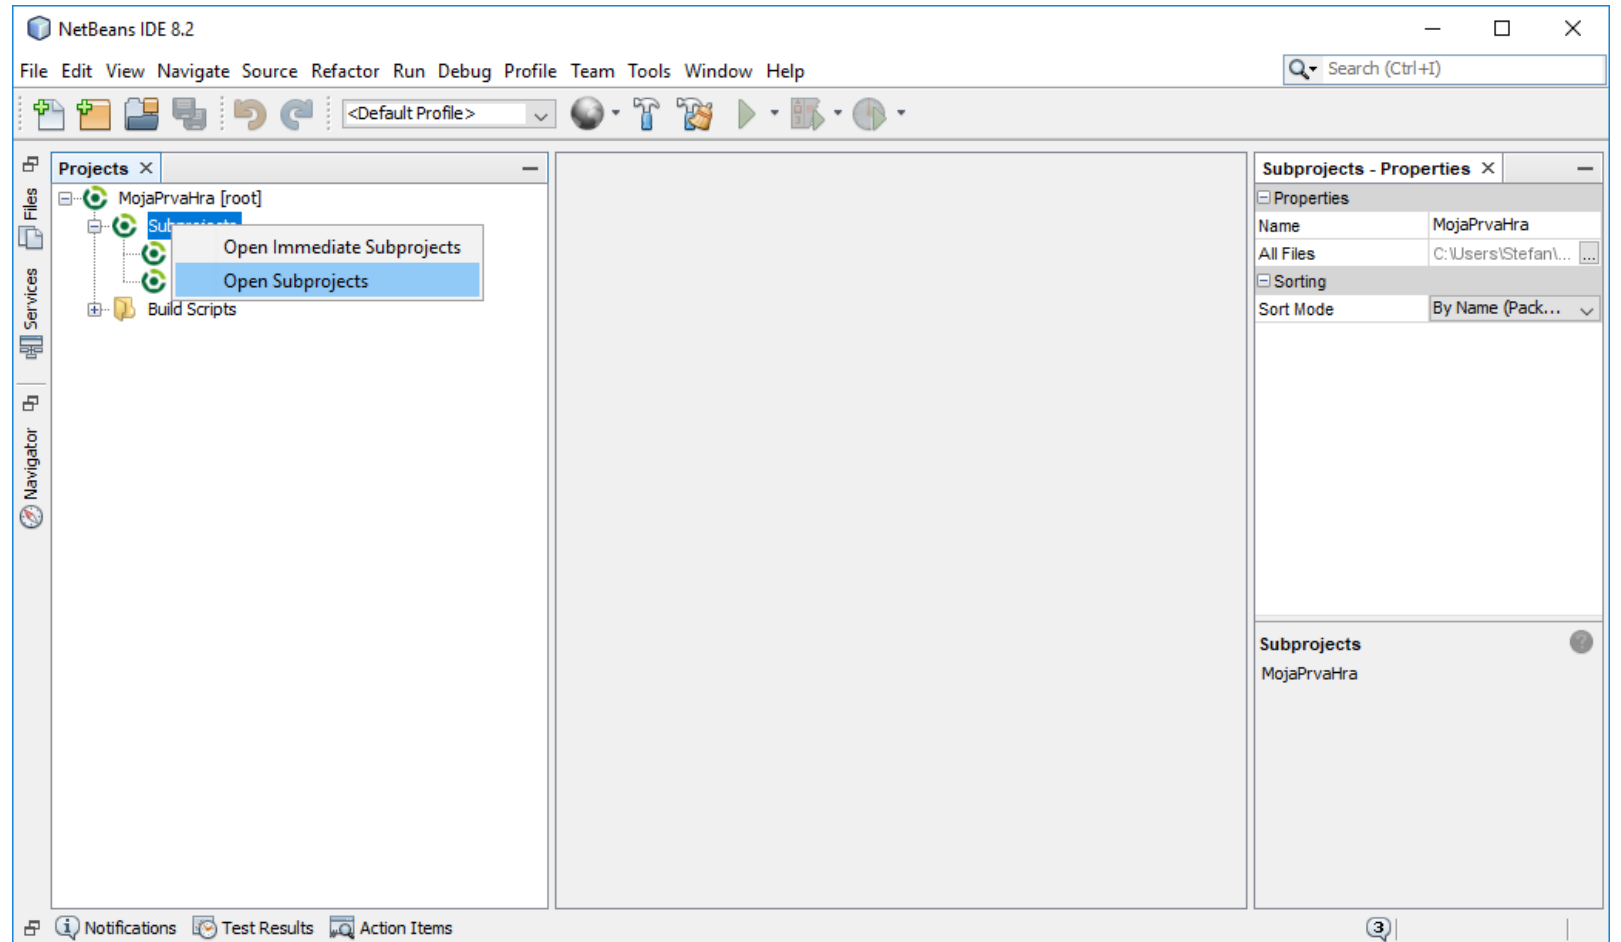 NetBeans IDE 8.2
File Edit View Navigate Source Refactor Run Debug Profile Team Tools Window Help
Search (Ctrl+I)
<Default Profile>
Files
Services
Navigator
Projects
MojaPrvaHra [root]
Subprojects
Open Immediate Subprojects
Open Subprojects
Build Scripts
Subprojects - Properties
Properties
Name MojaPrvaHra
All Files C:\Users\Stefan\... ...
Sorting
Sort Mode By Name (Pack...
Subprojects
?
MojaPrvaHra
Notifications Test Results Action Items
3